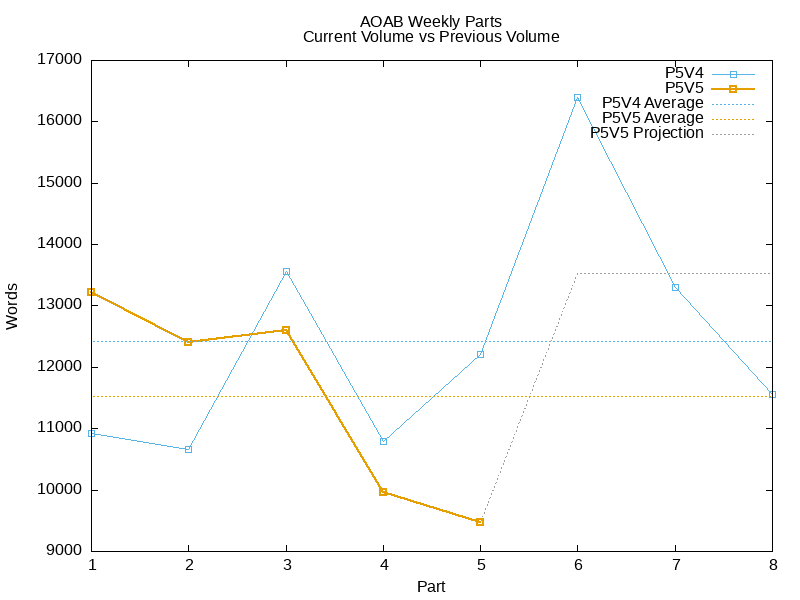 AOAB Weekly Parts
Current Volume vs Previous Volume
17000
16000
15000
14000
13000
12000
11000
10000
9000
Words
P5V4
P5V5
P5V4 Average
P5V5 Average
P5V5 Projection
1 2 3 4 5 6 7 8
Part